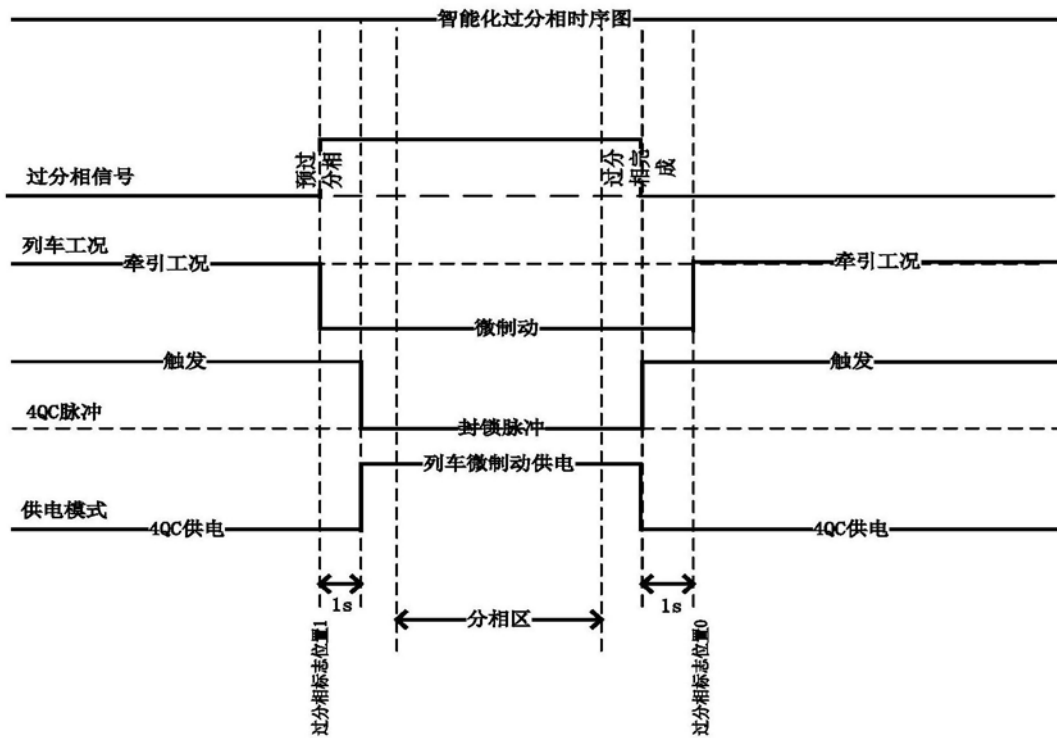 智能化过分相时序图
预过
分相
过分
相完
成
过分相信号
列车工况
牵引工况
牵引工况
微制动
触发
触发
4QC脉冲
封锁脉冲
列车微制动供电
供电模式
4QC供电
4QC供电
1s
1s
分相区
过分相标志位置1
过分相标志位置0